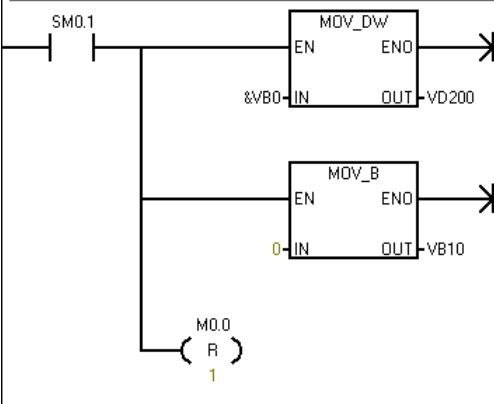 SM0.1
MOV_DW
EN ENO
&VB0 IN OUT VD200
MOV_B
EN ENO
0 IN OUT VB10
M0.0
R
1